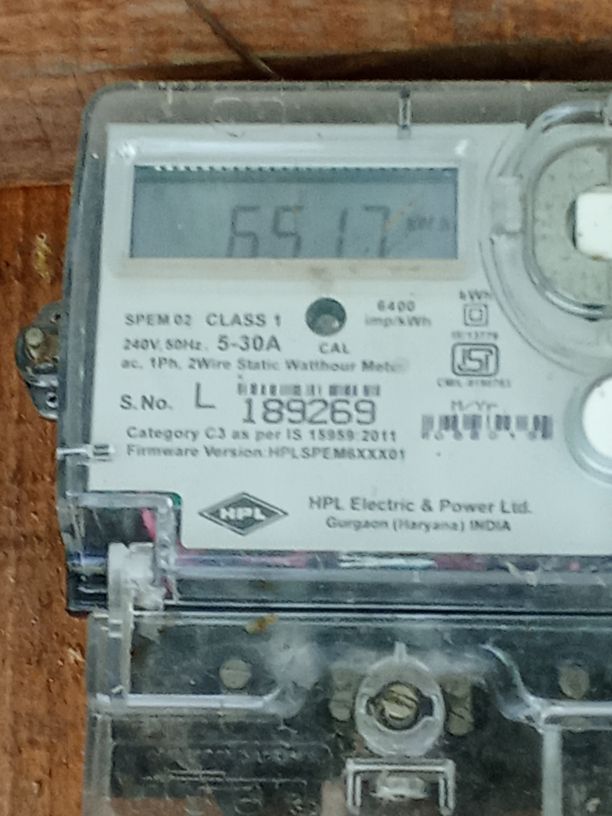 6517 kWh
SPEM 02 CLASS 1
6400
imp/kWh
kWh
240V, 50Hz. 5-30A
CAL
ac, 1Ph, 2Wire Static Watthour Meter
S.No. L 189269
M/Yr
Category C3 as per IS 15959:2011
Firmware Version:HPLSPEM6XXX01
HPL
HPL Electric & Power Ltd.
Gurgaon (Haryana) INDIA